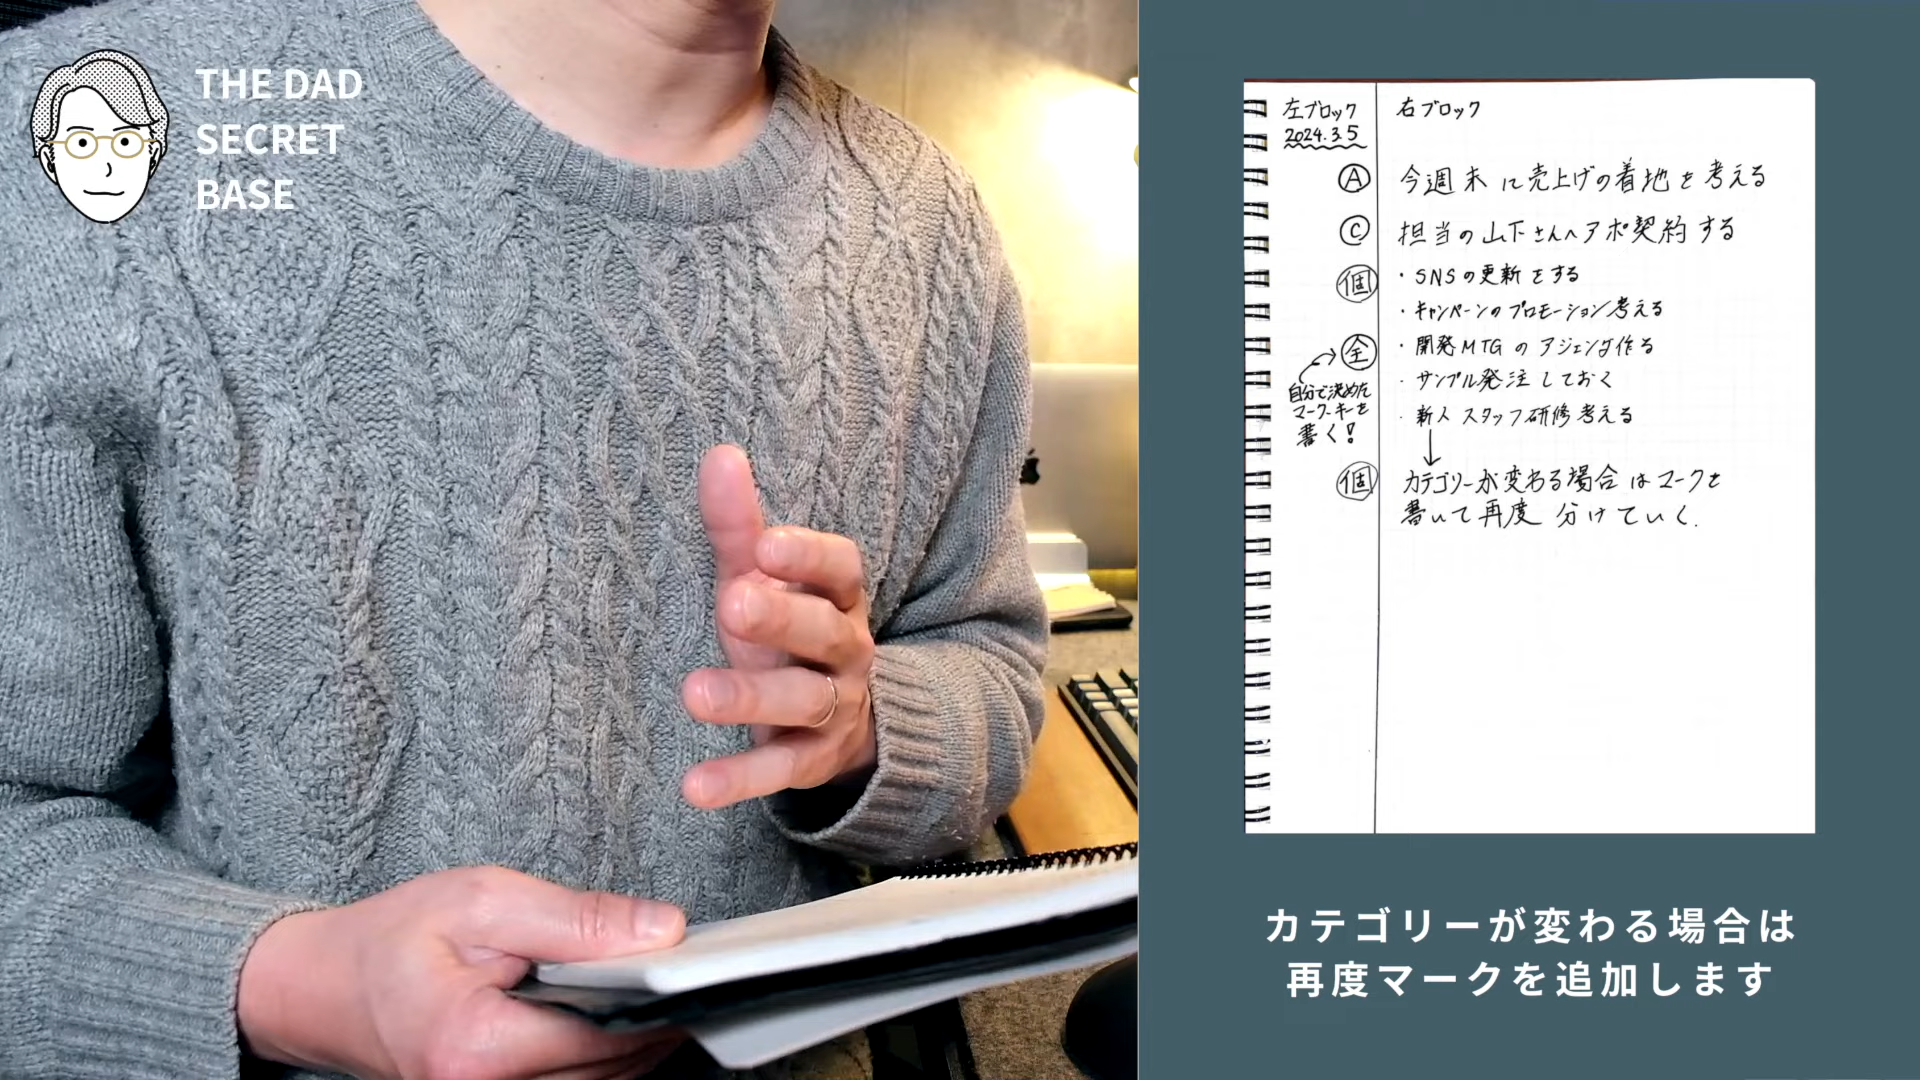 THE DAD
SECRET
BASE
左ブロック
2024.3.5
右ブロック
Ⓐ 今週末に売上げの着地を考える
Ⓒ 担当の山下さんへアポ契約する
個 ・SNSの更新をする
・キャンペーンのプロモーション考える
全 ・開発MTGのアジェンダ作る
・サンプル発注しておく
・新人スタッフ研修考える
自分で決めた
マークキーを
書く!
個 カテゴリーが変わる場合はマークを
書いて再度分けていく.
カテゴリーが変わる場合は
再度マークを追加します